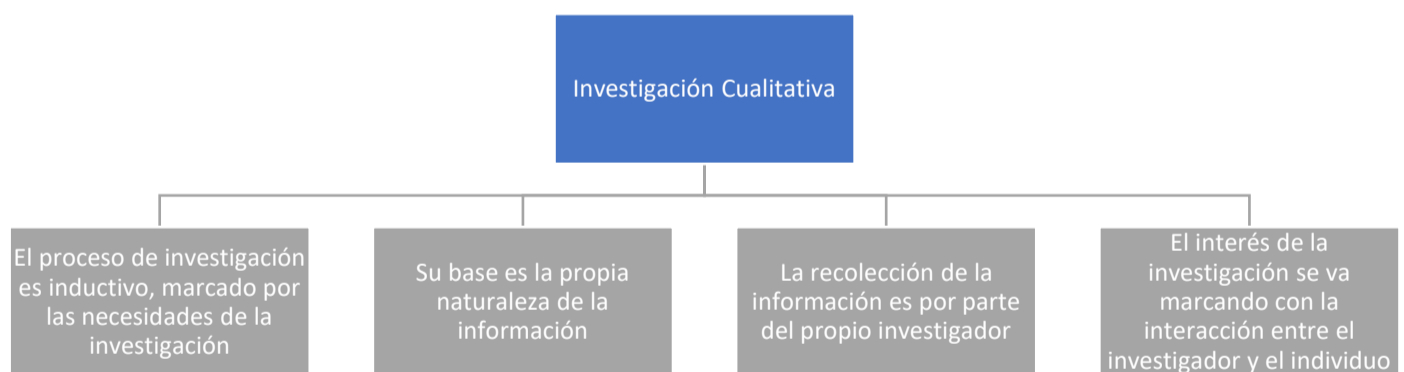 Investigación Cualitativa
El proceso de investigación
es inductivo, marcado por
las necesidades de la
investigación
Su base es la propia
naturaleza de la
información
La recolección de la
información es por parte
del propio investigador
El interés de la
investigación se va
marcando con la
interacción entre el
investigador y el individuo